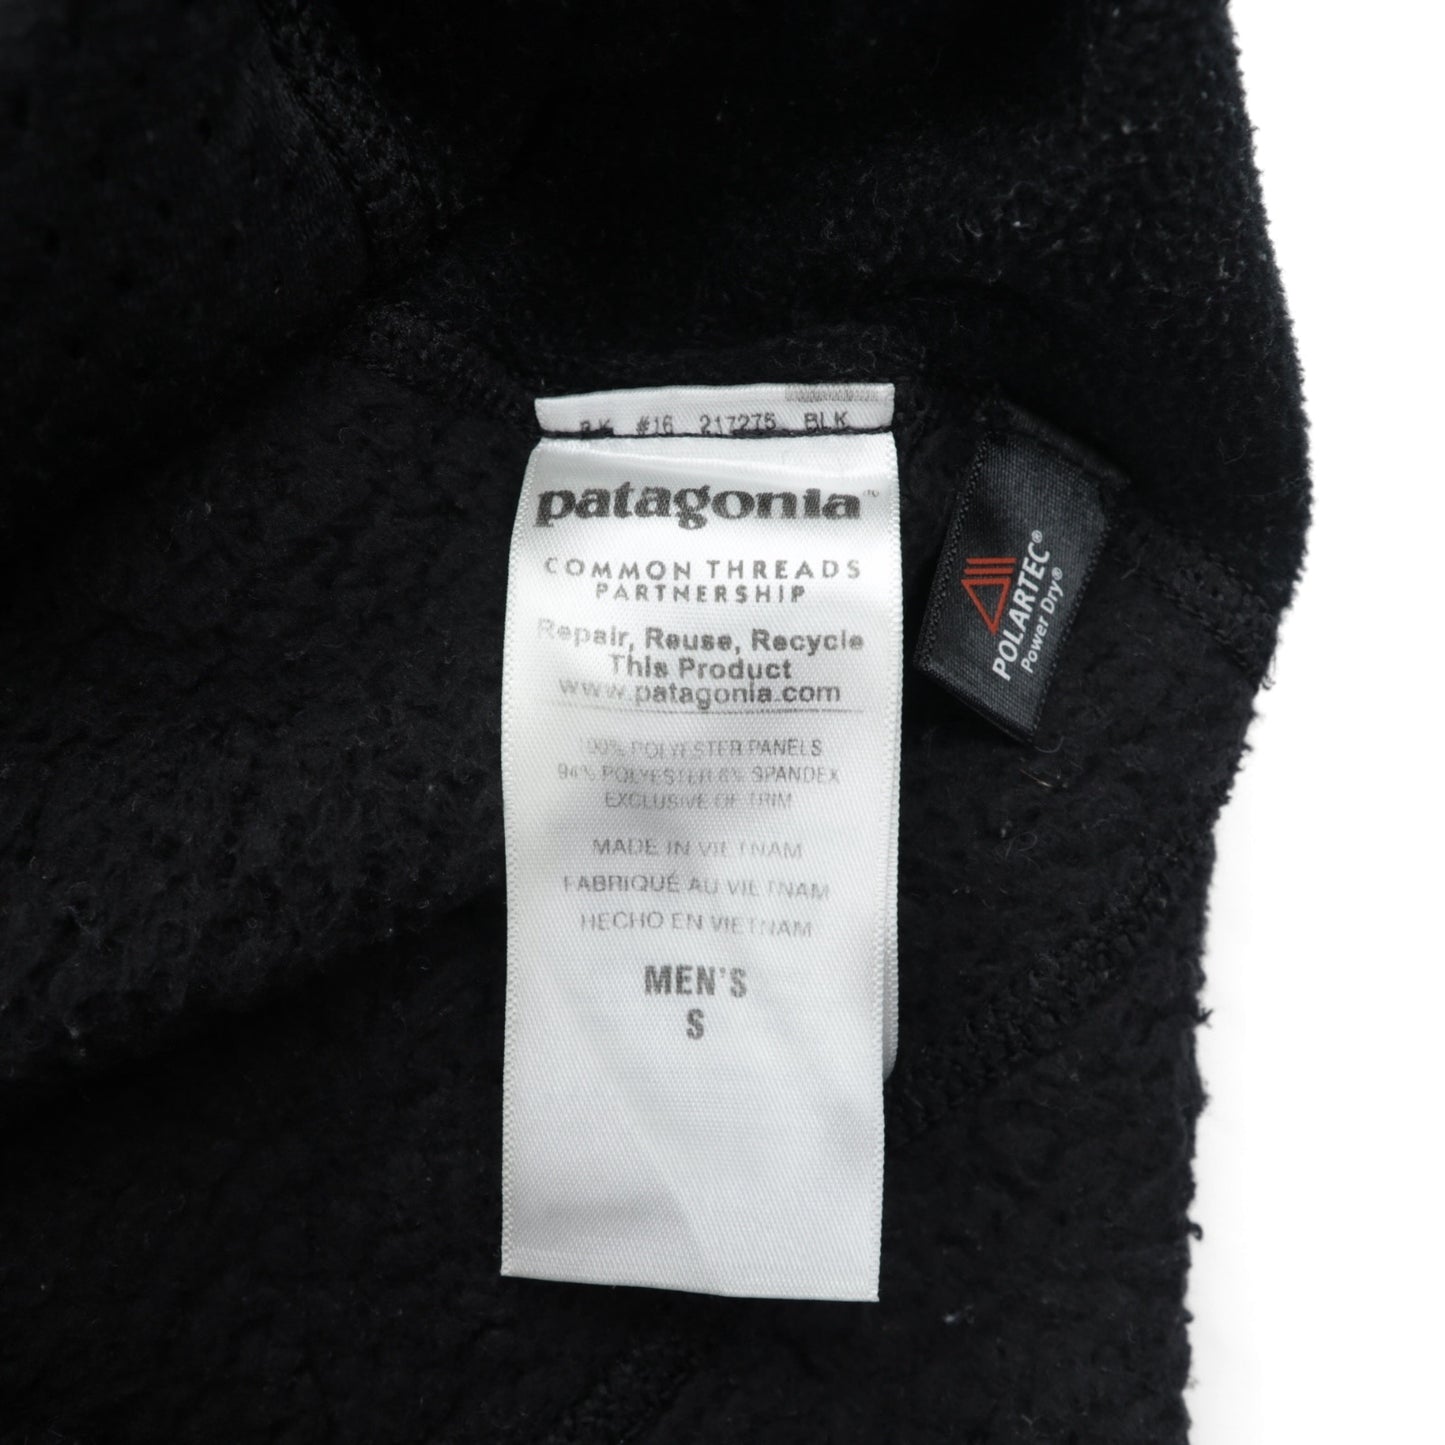 #16 217275 BLK
patagonia™
COMMON THREADS
PARTNERSHIP
Repair, Reuse, Recycle
This Product
www.patagonia.com
100% POLYESTER PANELS
94% POLYESTER 6% SPANDEX
EXCLUSIVE OF TRIM
MADE IN VIETNAM
FABRIQUÉ AU VIETNAM
HECHO EN VIETNAM
MEN'S
S
POLARTEC®
Power Dry®